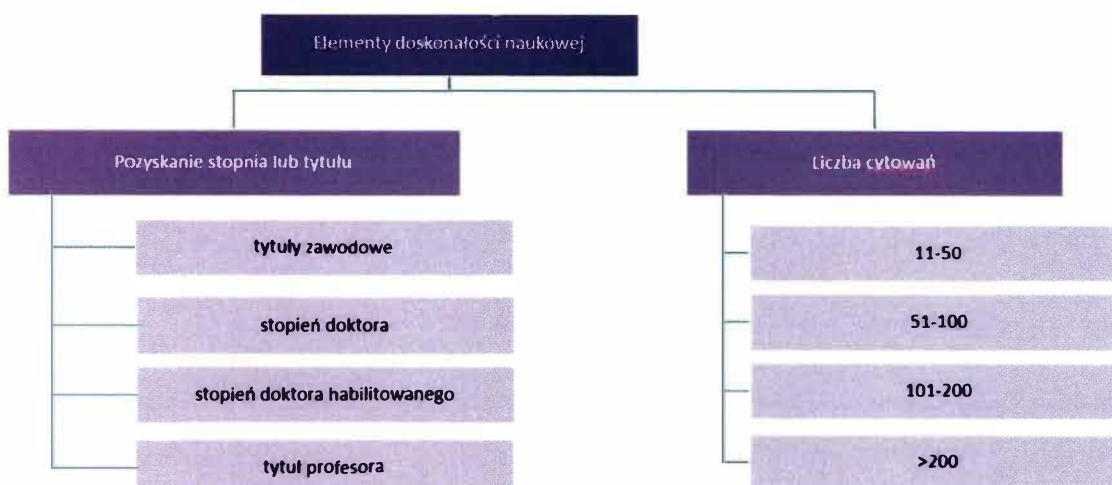 Elementy doskonałości naukowej
Pozyskanie stopnia lub tytułu
tytuły zawodowe
stopień doktora
stopień doktora habilitowanego
tytuł profesora
Liczba cytowań
11-50
51-100
101-200
>200